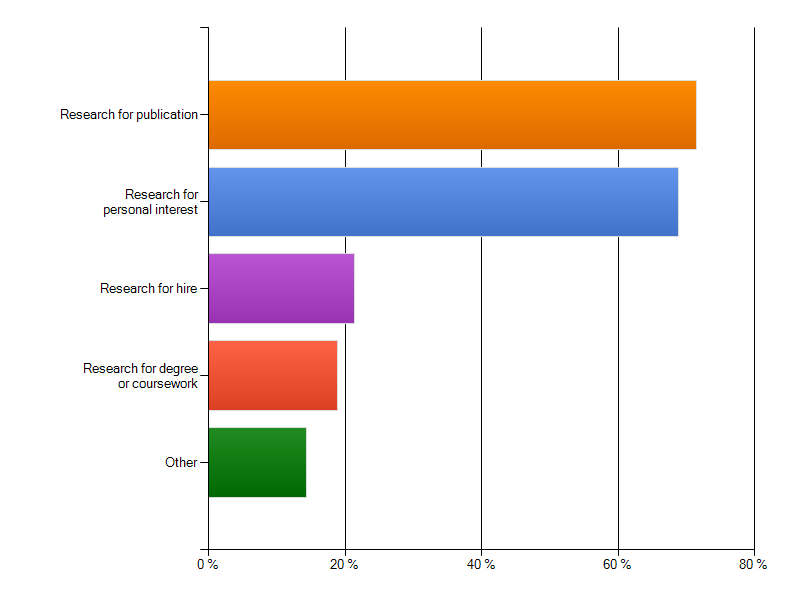 Research for publication
Research for
personal interest
Research for hire
Research for degree
or coursework
Other
0 % 20 % 40 % 60 % 80 %